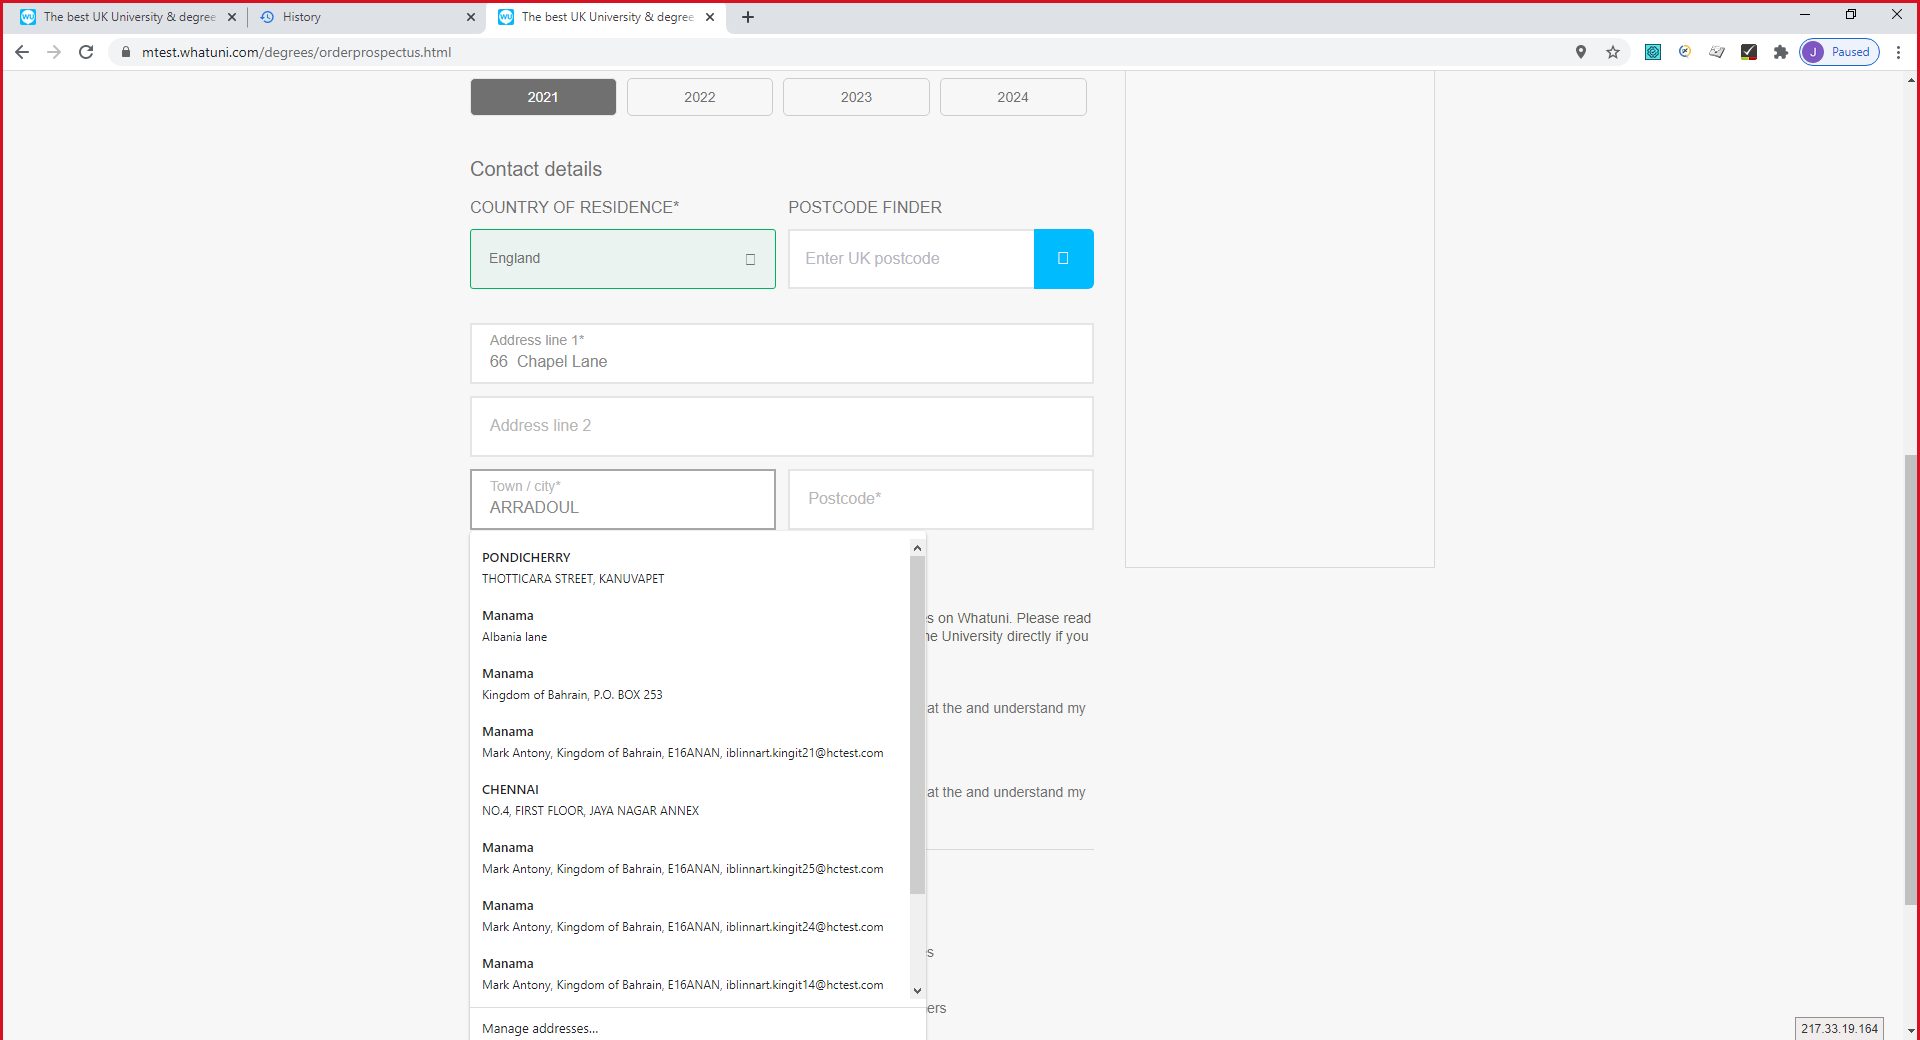 The best UK University & degree
History
The best UK University & degree
mtest.whatuni.com/degrees/orderprospectus.html
J Paused
2021 2022 2023 2024
Contact details
COUNTRY OF RESIDENCE* POSTCODE FINDER
England Enter UK postcode
Address line 1*
66 Chapel Lane
Address line 2
Town / city*
ARRADOUL
Postcode*
PONDICHERRY
THOTTICARA STREET, KANUVAPET
Manama
Albania lane
Manama
Kingdom of Bahrain, P.O. BOX 253
Manama
Mark Antony, Kingdom of Bahrain, E16ANAN, iblinnart.kingit21@hctest.com
CHENNAI
NO.4, FIRST FLOOR, JAYA NAGAR ANNEX
Manama
Mark Antony, Kingdom of Bahrain, E16ANAN, iblinnart.kingit25@hctest.com
Manama
Mark Antony, Kingdom of Bahrain, E16ANAN, iblinnart.kingit24@hctest.com
Manama
Mark Antony, Kingdom of Bahrain, E16ANAN, iblinnart.kingit14@hctest.com
Manage addresses...
s on Whatuni. Please read
ne University directly if you
at the and understand my
at the and understand my
s
ers
217.33.19.164